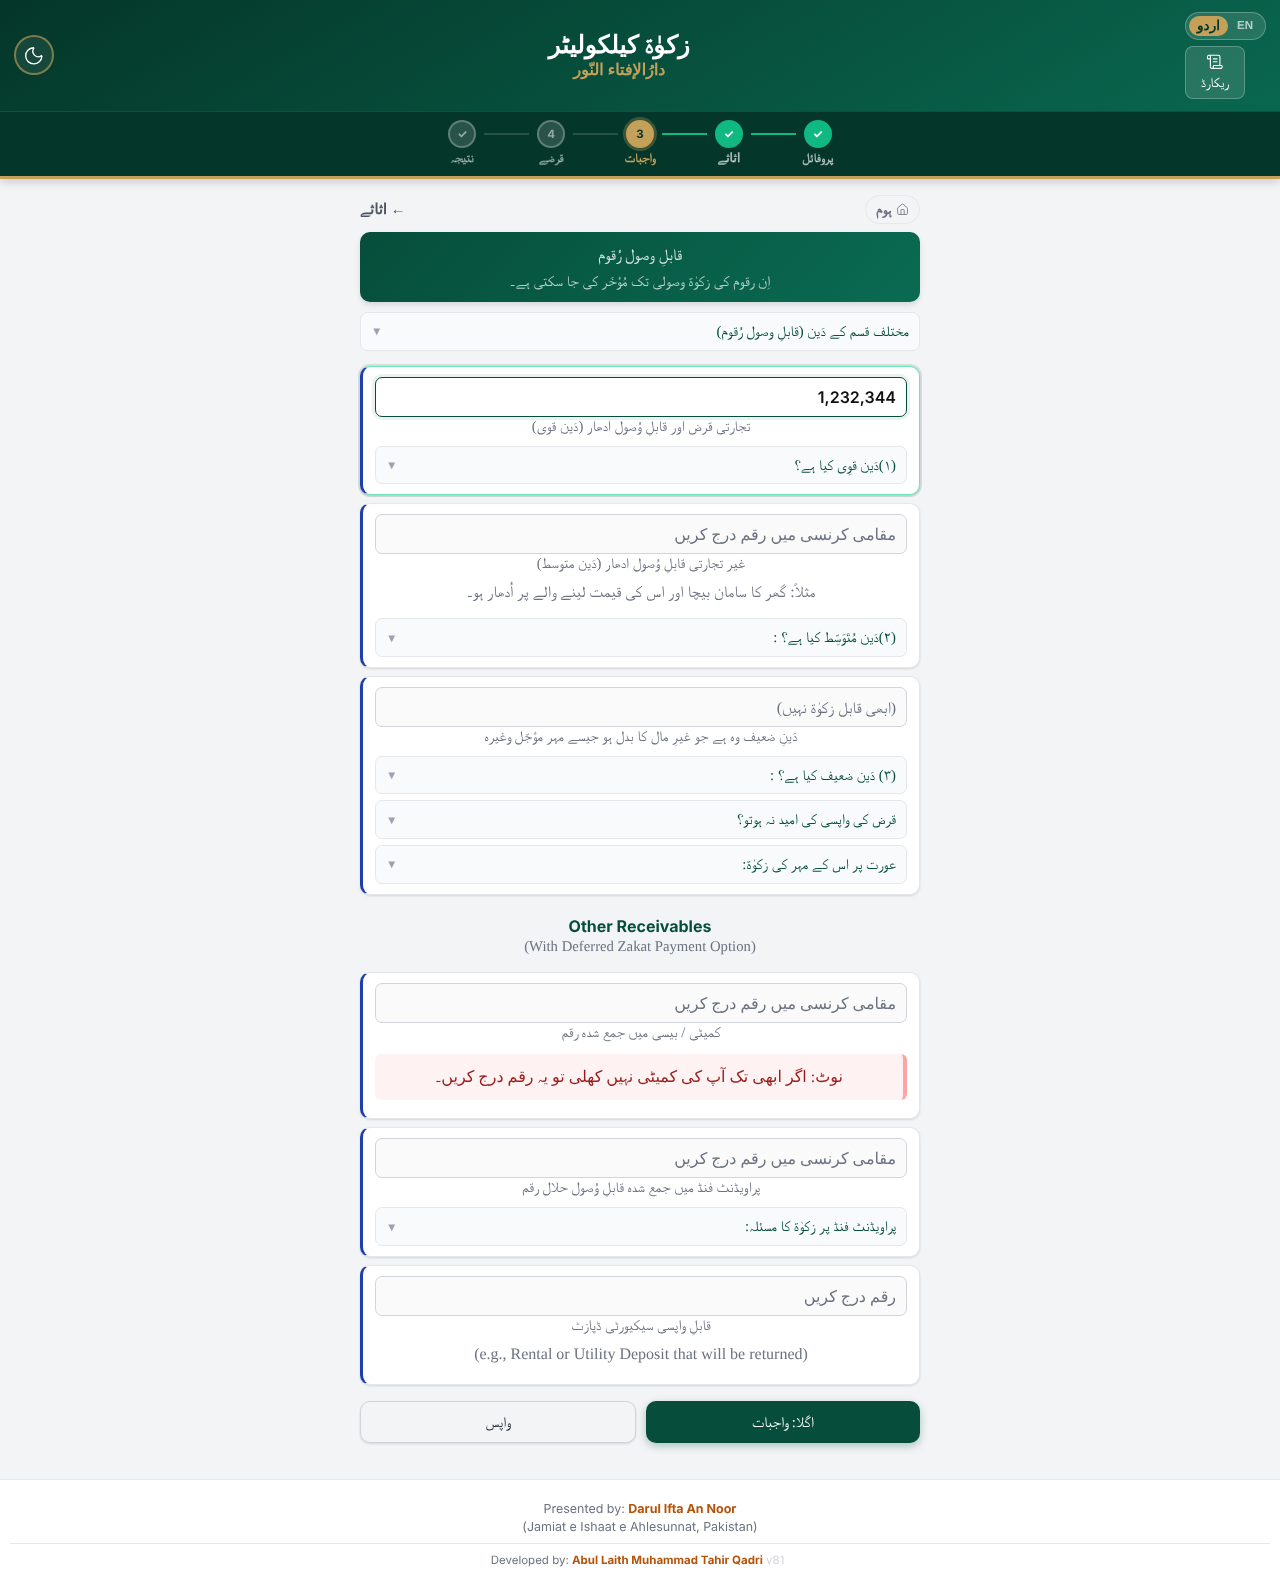 اردو EN
ریکارڈ
زکوٰۃ کیلکولیٹر
دارُالإفتاء النّور
پروفائل
اثاثے
3
واجبات
4
قرضے
نتیجہ
ہوم
← اثاثے
قابلِ وصول رُقوم
اِن رقوم کی زکوٰۃ وصولی تک مُؤخّر کی جا سکتی ہے۔
مختلف قسم کے دَین (قابلِ وصول رُقوم)
1,232,344
تجارتی قرض اور قابلِ وُصول ادھار (دَین قوی)
(۱)دَین قوِی کیا ہے؟
مقامی کرنسی میں رقم درج کریں
غیر تجارتی قابلِ وُصول ادھار (دَین متوسط)
مثلاً: گھر کا سامان بیچا اور اس کی قیمت لینے والے پر اُدھار ہو۔
(۲)دَین مُتَوَسِّط کیا ہے؟ :
(ابھی قابل زکوٰۃ نہیں)
دَینِ ضعیف وہ ہے جو غیرِ مال کا بدل ہو جیسے مہر مؤجّل وغیرہ
(۳) دَین ضعیف کیا ہے؟ :
قرض کی واپسی کی امید نہ ہوتو؟
عورت پر اس کے مہر کی زکوٰۃ:
Other Receivables
(With Deferred Zakat Payment Option)
مقامی کرنسی میں رقم درج کریں
کمیٹی / بیسی میں جمع شدہ رقم
نوٹ: اگر ابھی تک آپ کی کمیٹی نہیں کھلی تو یہ رقم درج کریں۔
مقامی کرنسی میں رقم درج کریں
پراویڈنٹ فنڈ میں جمع شدہ قابلِ وُصول حلال رقم
پراویڈنٹ فنڈ پر زکوٰۃ کا مسئلہ:
رقم درج کریں
قابلِ واپسی سیکیورٹی ڈپازٹ
(e.g., Rental or Utility Deposit that will be returned)
اگلا: واجبات
واپس
Presented by: Darul Ifta An Noor
(Jamiat e Ishaat e Ahlesunnat, Pakistan)
Developed by: Abul Laith Muhammad Tahir Qadri v81